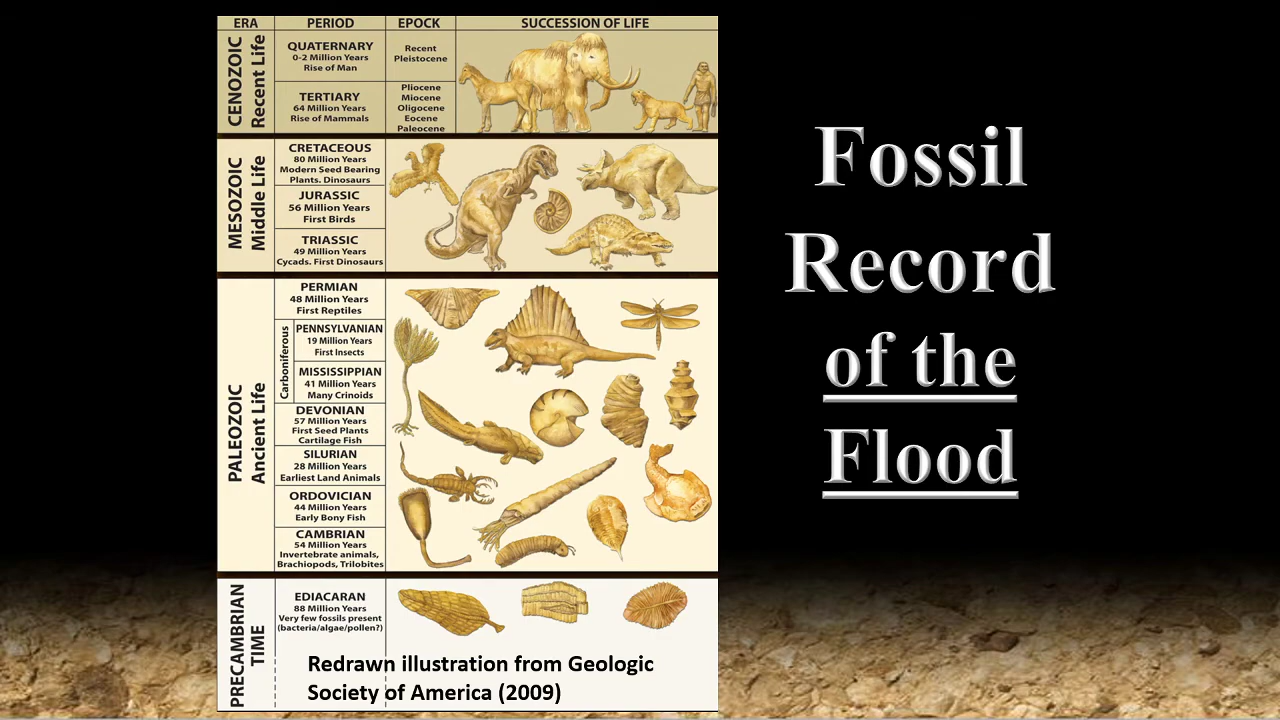 ERA PERIOD EPOCH SUCCESSION OF LIFE
CENOZOIC
Recent Life
QUATERNARY
0-2 Million Years
Rise of Man
Recent
Pleistocene
TERTIARY
64 Million Years
Rise of Mammals
Pliocene
Miocene
Oligocene
Eocene
Paleocene
MESOZOIC
Middle Life
CRETACEOUS
80 Million Years
Modern Seed Bearing
Plants. Dinosaurs
JURASSIC
56 Million Years
First Birds
TRIASSIC
49 Million Years
Cycads. First Dinosaurs
PALEOZOIC
Ancient Life
PERMIAN
48 Million Years
First Reptiles
Carboniferous
PENNSYLVANIAN
19 Million Years
First Insects
MISSISSIPPIAN
41 Million Years
Many Crinoids
DEVONIAN
57 Million Years
First Seed Plants
Cartilage Fish
SILURIAN
28 Million Years
Earliest Land Animals
ORDOVICIAN
44 Million Years
Early Bony Fish
CAMBRIAN
54 Million Years
Invertebrate animals,
Brachiopods, Trilobites
PRECAMBRIAN
TIME
EDIACARAN
88 Million Years
Very few fossils present
(bacteria/algae/pollen?)
Redrawn illustration from Geologic
Society of America (2009)
Fossil
Record
of the
Flood